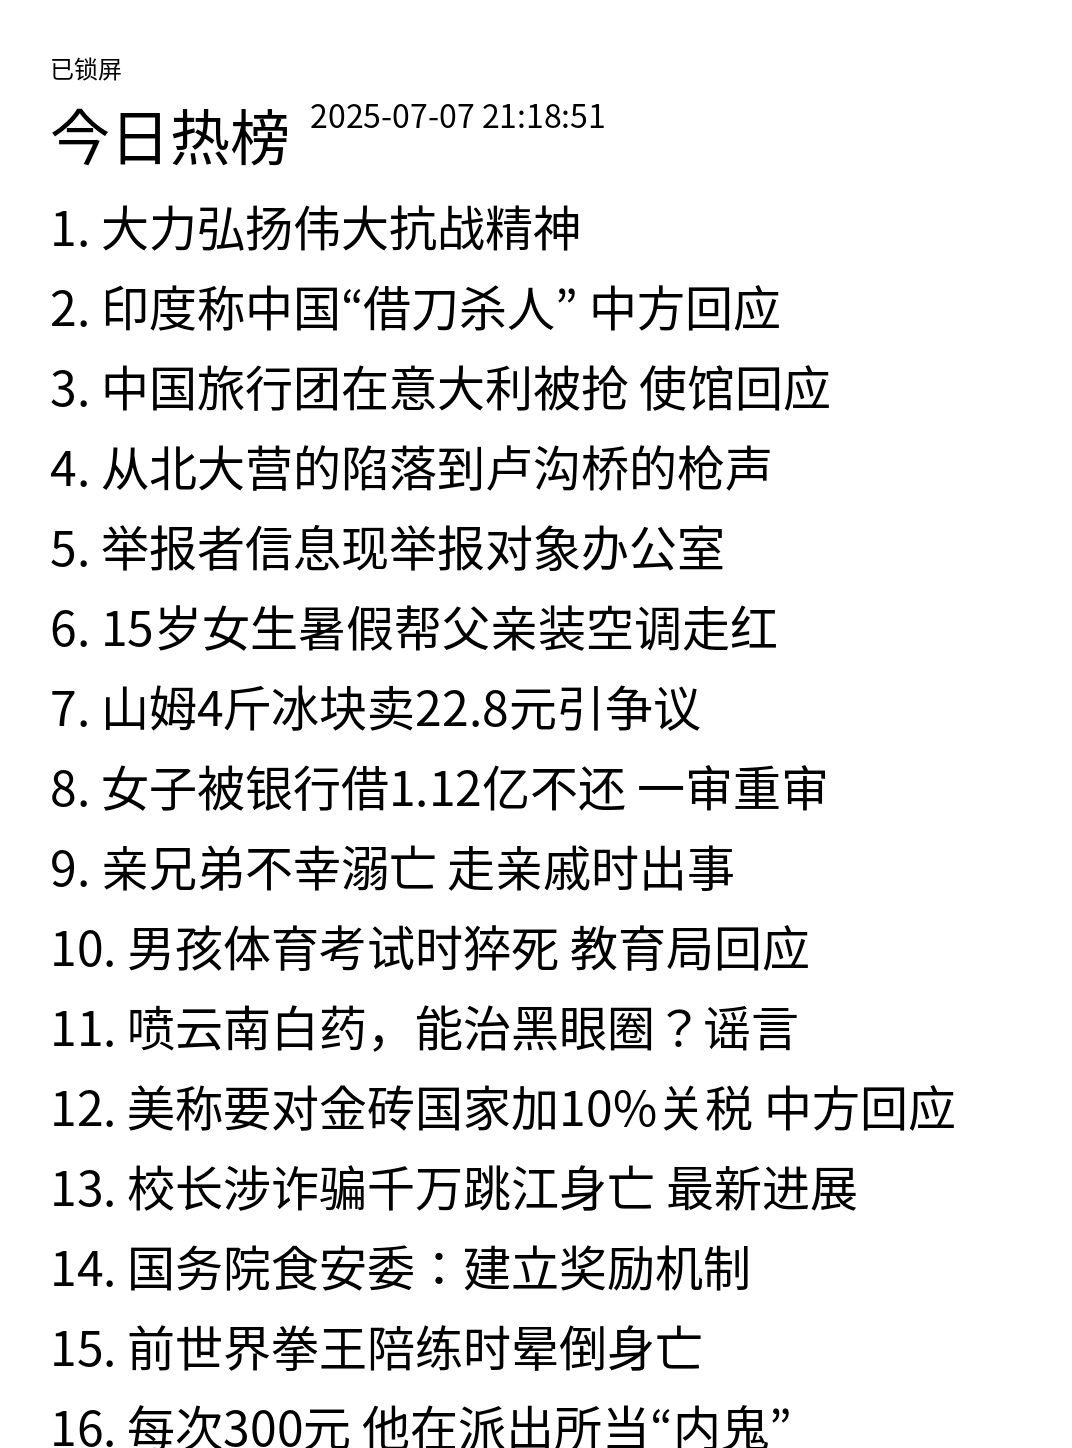 已锁屏
今日热榜 2025-07-07 21:18:51
1. 大力弘扬伟大抗战精神
2. 印度称中国“借刀杀人” 中方回应
3. 中国旅行团在意大利被抢 使馆回应
4. 从北大营的陷落到卢沟桥的枪声
5. 举报者信息现举报对象办公室
6. 15岁女生暑假帮父亲装空调走红
7. 山姆4斤冰块卖22.8元引争议
8. 女子被银行借1.12亿不还 一审重审
9. 亲兄弟不幸溺亡 走亲戚时出事
10. 男孩体育考试时猝死 教育局回应
11. 喷云南白药，能治黑眼圈？谣言
12. 美称要对金砖国家加10%关税 中方回应
13. 校长涉诈骗千万跳江身亡 最新进展
14. 国务院食安委：建立奖励机制
15. 前世界拳王陪练时晕倒身亡
16. 每次300元 他在派出所当“内鬼”